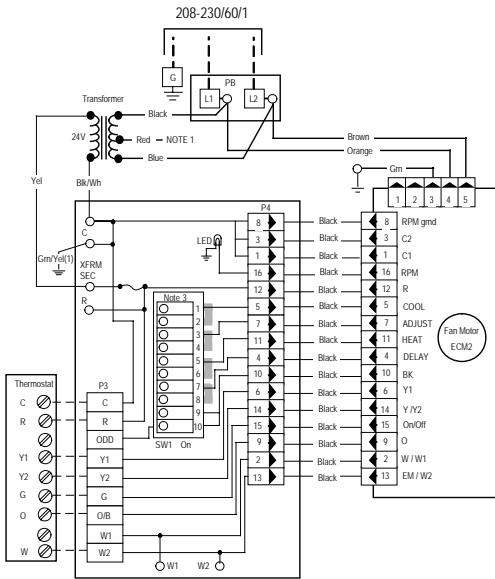 208-230/60/1
G
L1
PB
L2
Transformer
24V
Black
Red
NOTE 1
Blue
Brown
Orange
Grn
1 2 3 4 5
Yel
Blk/Wh
C
Grn/Yel(1)
XFRM
SEC
R
LED
P4
8 Black 8 RPM grnd
3 Black 3 C2
1 Black 1 C1
16 Black 16 RPM
12 Black 12 R
5 Black 5 COOL
7 Black 7 ADJUST
11 Black 11 HEAT
4 Black 4 DELAY
10 Black 10 BK
6 Black 6 Y1
14 Black 14 Y /Y2
15 Black 15 On/Off
9 Black 9 O
2 Black 2 W / W1
13 Black 13 EM / W2
Fan Motor
ECM2
Note 3
1
2
3
4
5
6
7
8
9
10
SW1 On
Thermostat
C
R
Y1
Y2
G
O
W
P3
C
R
ODD
Y1
Y2
G
O/B
W1
W2
W1
W2